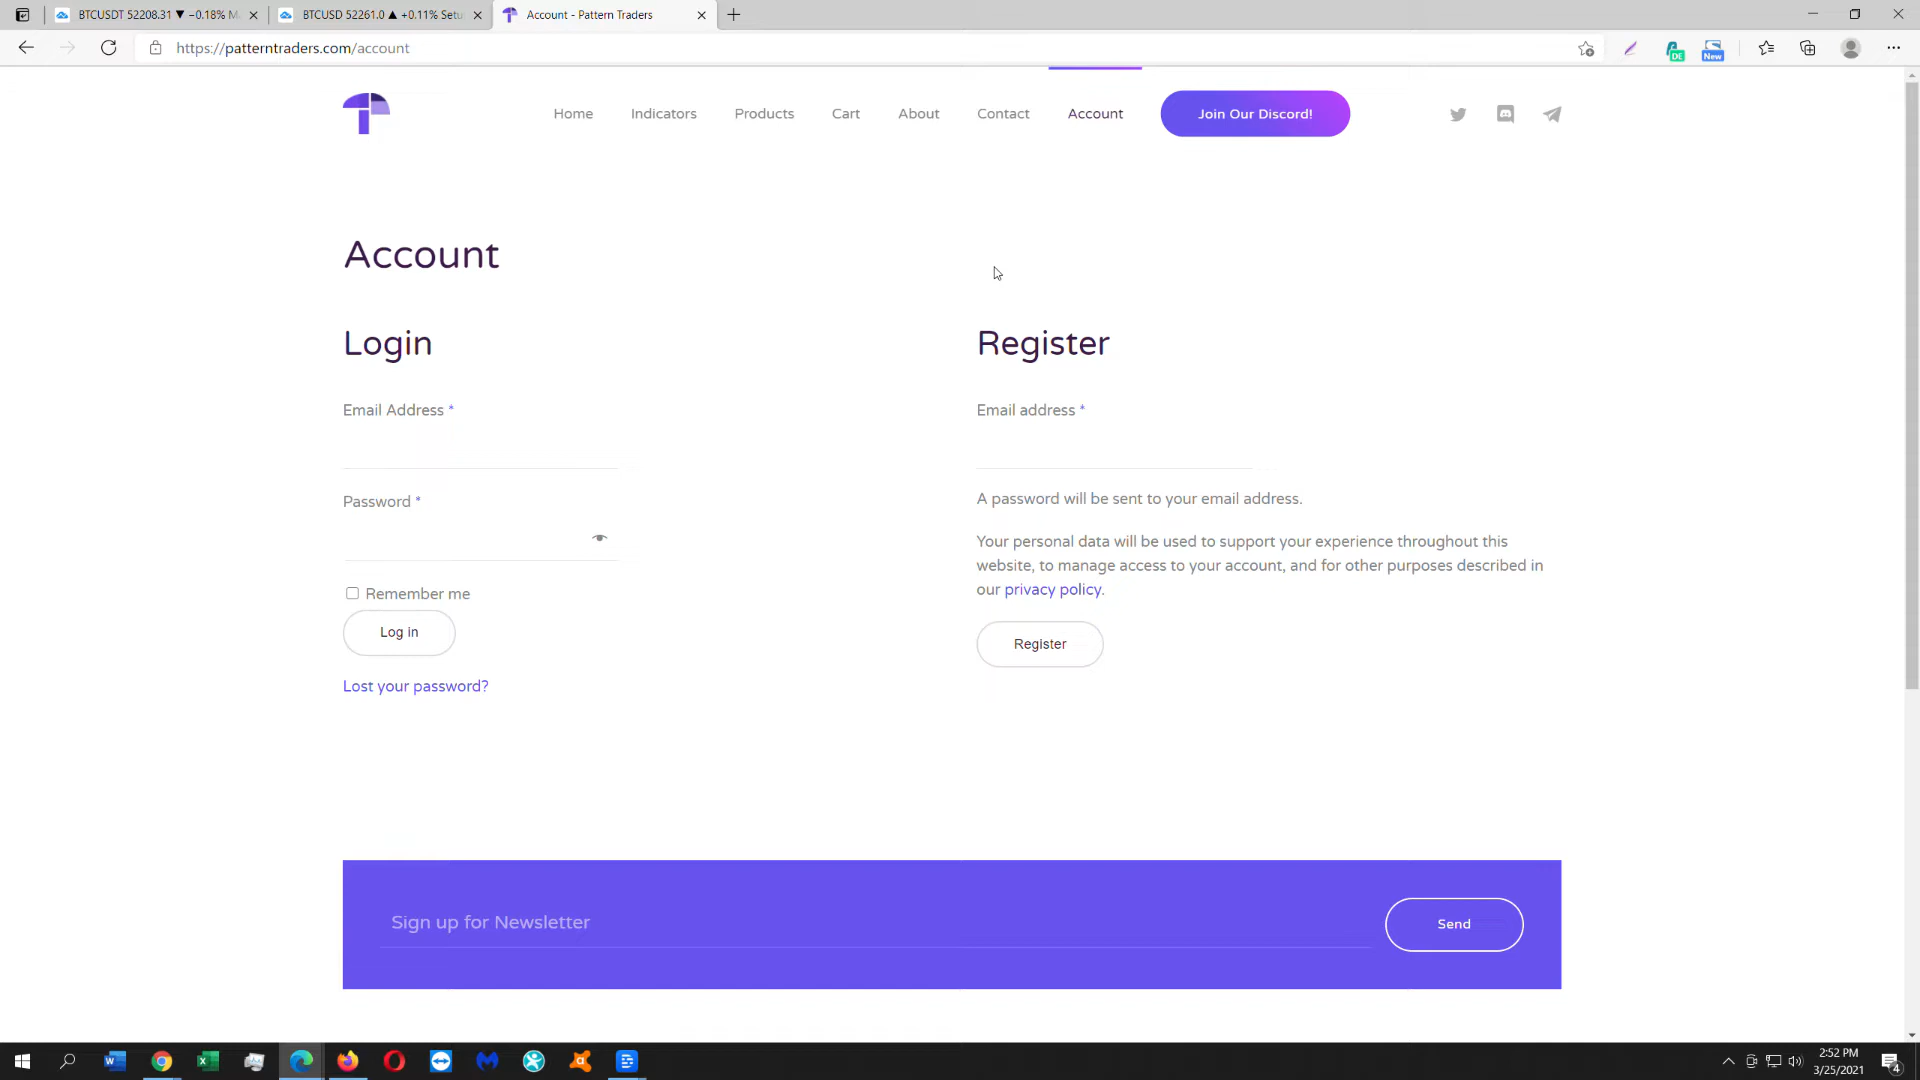 BTCUSDT 52208.31 ▼ −0.18% M
BTCUSD 52261.0 ▲ +0.11% Setu
Account - Pattern Traders
https://patterntraders.com/account
DE
New
Home
Indicators
Products
Cart
About
Contact
Account
Join Our Discord!
Account
Login
Register
Email Address *
Email address *
A password will be sent to your email address.
Password *
Your personal data will be used to support your experience throughout this
website, to manage access to your account, and for other purposes described in
our privacy policy.
Remember me
Log in
Register
Lost your password?
Sign up for Newsletter
Send
2:52 PM
3/25/2021
4